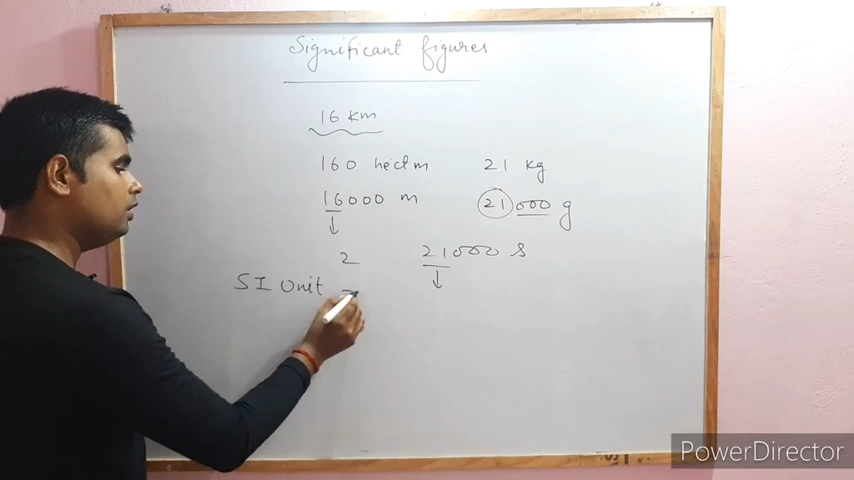 Significant figures
16 km
160 hectm 21 kg
16000 m 21000 g
2 21000 s
SI Unit
PowerDirector